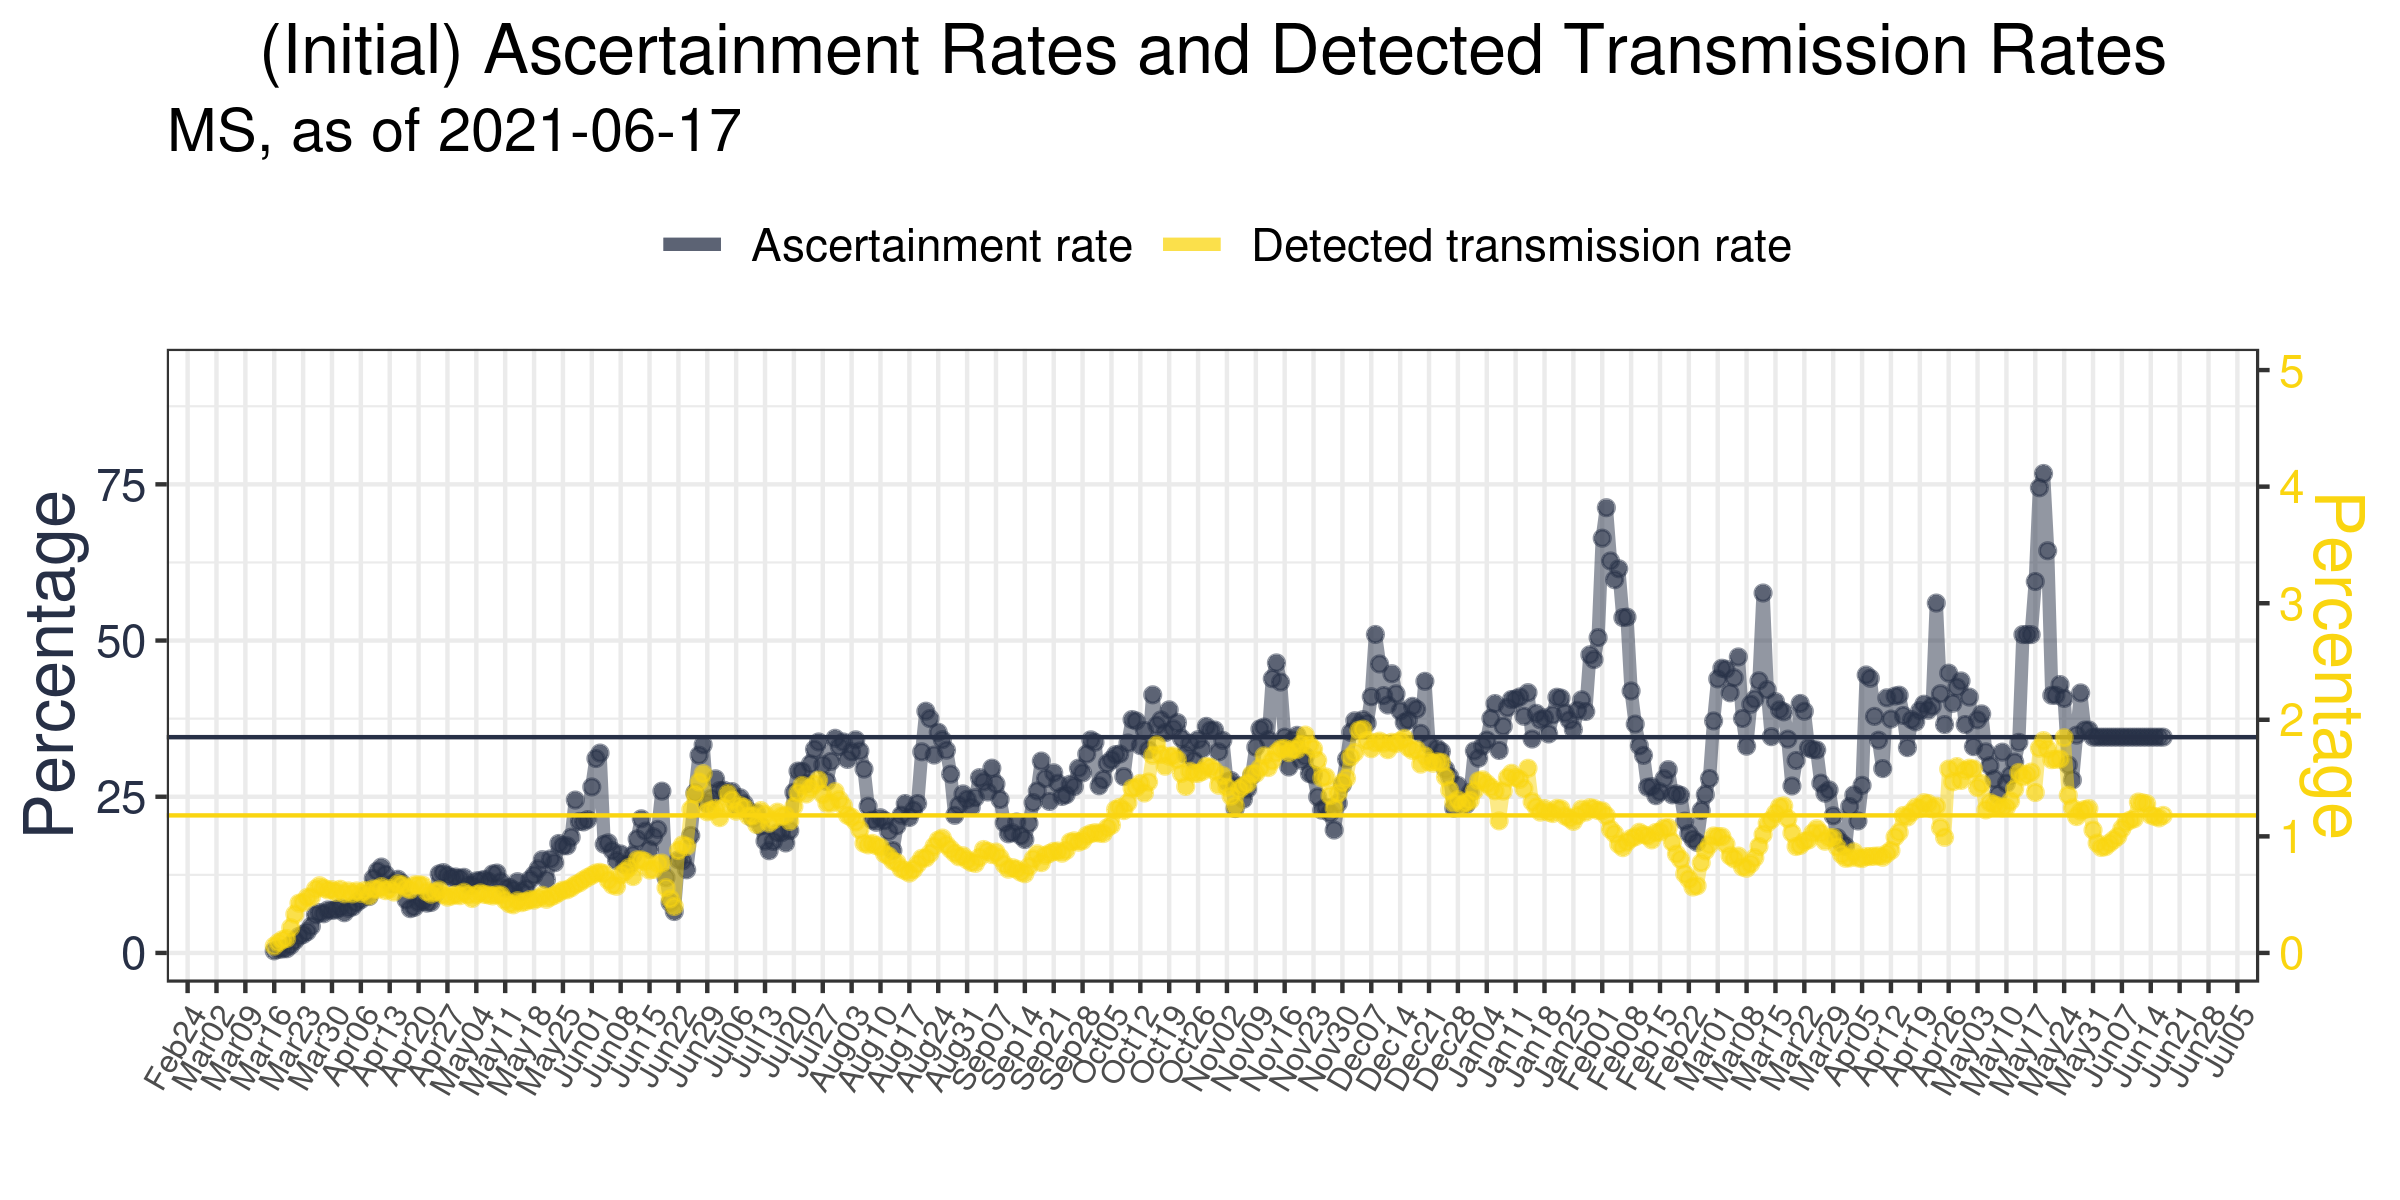 (Initial) Ascertainment Rates and Detected Transmission Rates
MS, as of 2021-06-17
Ascertainment rate Detected transmission rate
Percentage
75
50
25
0
5
4
3
2
1
0
Percentage
Feb24 Mar02 Mar09 Mar16 Mar23 Mar30 Apr06 Apr13 Apr20 Apr27 May04 May11 May18 May25 Jun01 Jun08 Jun15 Jun22 Jun29 Jul06 Jul13 Jul20 Jul27 Aug03 Aug10 Aug17 Aug24 Aug31 Sep07 Sep14 Sep21 Sep28 Oct05 Oct12 Oct19 Oct26 Nov02 Nov09 Nov16 Nov23 Nov30 Dec07 Dec14 Dec21 Dec28 Jan04 Jan11 Jan18 Jan25 Feb01 Feb08 Feb15 Feb22 Mar01 Mar08 Mar15 Mar22 Mar29 Apr05 Apr12 Apr19 Apr26 May03 May10 May17 May24 May31 Jun07 Jun14 Jun21 Jun28 Jul05